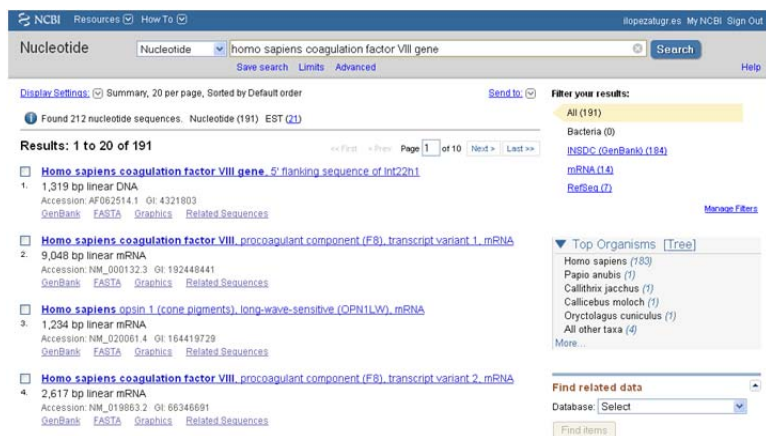 NCBI Resources How To ilopezatugr.es My NCBI Sign Out
Nucleotide Nucleotide homo sapiens coagulation factor VIII gene Search
Save search Limits Advanced Help
Display Settings: Summary, 20 per page, Sorted by Default order Send to:
Found 212 nucleotide sequences. Nucleotide (191) EST (21)
Results: 1 to 20 of 191 << First < Prev Page 1 of 10 Next > Last >>
Homo sapiens coagulation factor VIII gene, 5' flanking sequence of Int22h1
1. 1,319 bp linear DNA
Accession: AF062514.1 GI: 4321803
GenBank FASTA Graphics Related Sequences
Homo sapiens coagulation factor VIII, procoagulant component (F8), transcript variant 1, mRNA
2. 9,048 bp linear mRNA
Accession: NM_000132.3 GI: 192448441
GenBank FASTA Graphics Related Sequences
Homo sapiens opsin 1 (cone pigments), long-wave-sensitive (OPN1LW), mRNA
3. 1,234 bp linear mRNA
Accession: NM_020061.4 GI: 164419729
GenBank FASTA Graphics Related Sequences
Homo sapiens coagulation factor VIII, procoagulant component (F8), transcript variant 2, mRNA
4. 2,617 bp linear mRNA
Accession: NM_019863.2 GI: 66346691
GenBank FASTA Graphics Related Sequences
Filter your results:
All (191)
Bacteria (0)
INSDC (GenBank) (184)
mRNA (14)
RefSeq (7)
Manage Filters
Top Organisms [Tree]
Homo sapiens (183)
Papio anubis (1)
Callithrix jacchus (1)
Callicebus moloch (1)
Oryctolagus cuniculus (1)
All other taxa (4)
More...
Find related data
Database: Select
Find items